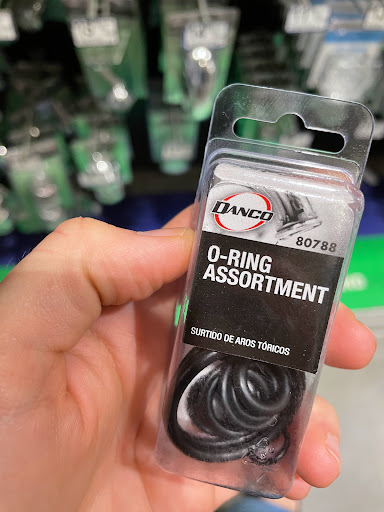 DANCO
80788
O-RING
ASSORTMENT
SURTIDO DE AROS TÓRICOS